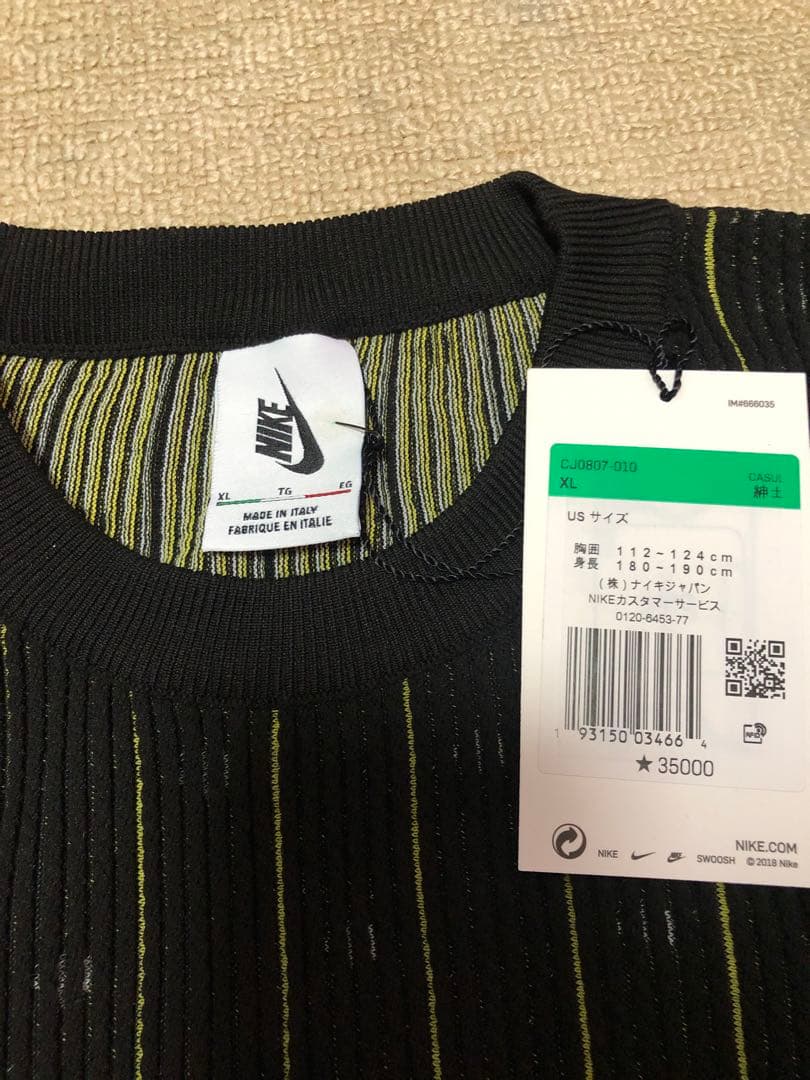 NIKE
XL TG EG
MADE IN ITALY
FABRIQUE EN ITALIE
IM#666035
CJ0807-010
XL
CASUL
紳士
US サイズ
胸囲 112~124cm
身長 180~190cm
(株)ナイキジャパン
NIKEカスタマーサービス
0120-6453-77
1 93150 03466 4
RFID
★35000
NIKE.COM
NIKE SWOOSH ©2018 Nike